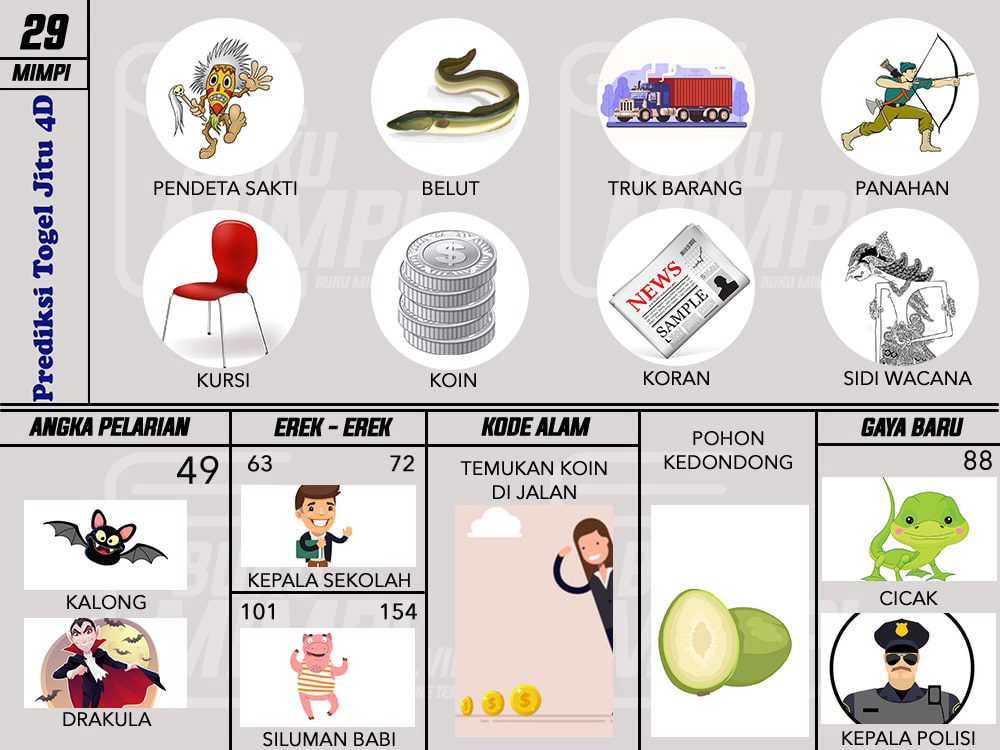 29
MIMPI
Prediksi Togel Jitu 4D
PENDETA SAKTI
BELUT
TRUK BARANG
PANAHAN
KURSI
KOIN
NEWS
SAMPLE
KORAN
SIDI WACANA
ANGKA PELARIAN
49
KALONG
DRAKULA
EREK - EREK
63 72
KEPALA SEKOLAH
101 154
SILUMAN BABI
KODE ALAM
TEMUKAN KOIN
DI JALAN
POHON
KEDONDONG
GAYA BARU
88
CICAK
KEPALA POLISI
BUKU
MIMPI